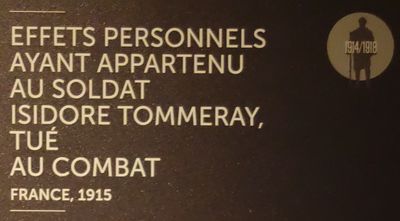 EFFETS PERSONNELS
AYANT APPARTENU
AU SOLDAT
ISIDORE TOMMERAY,
TUÉ
AU COMBAT
FRANCE, 1915
1914/1918